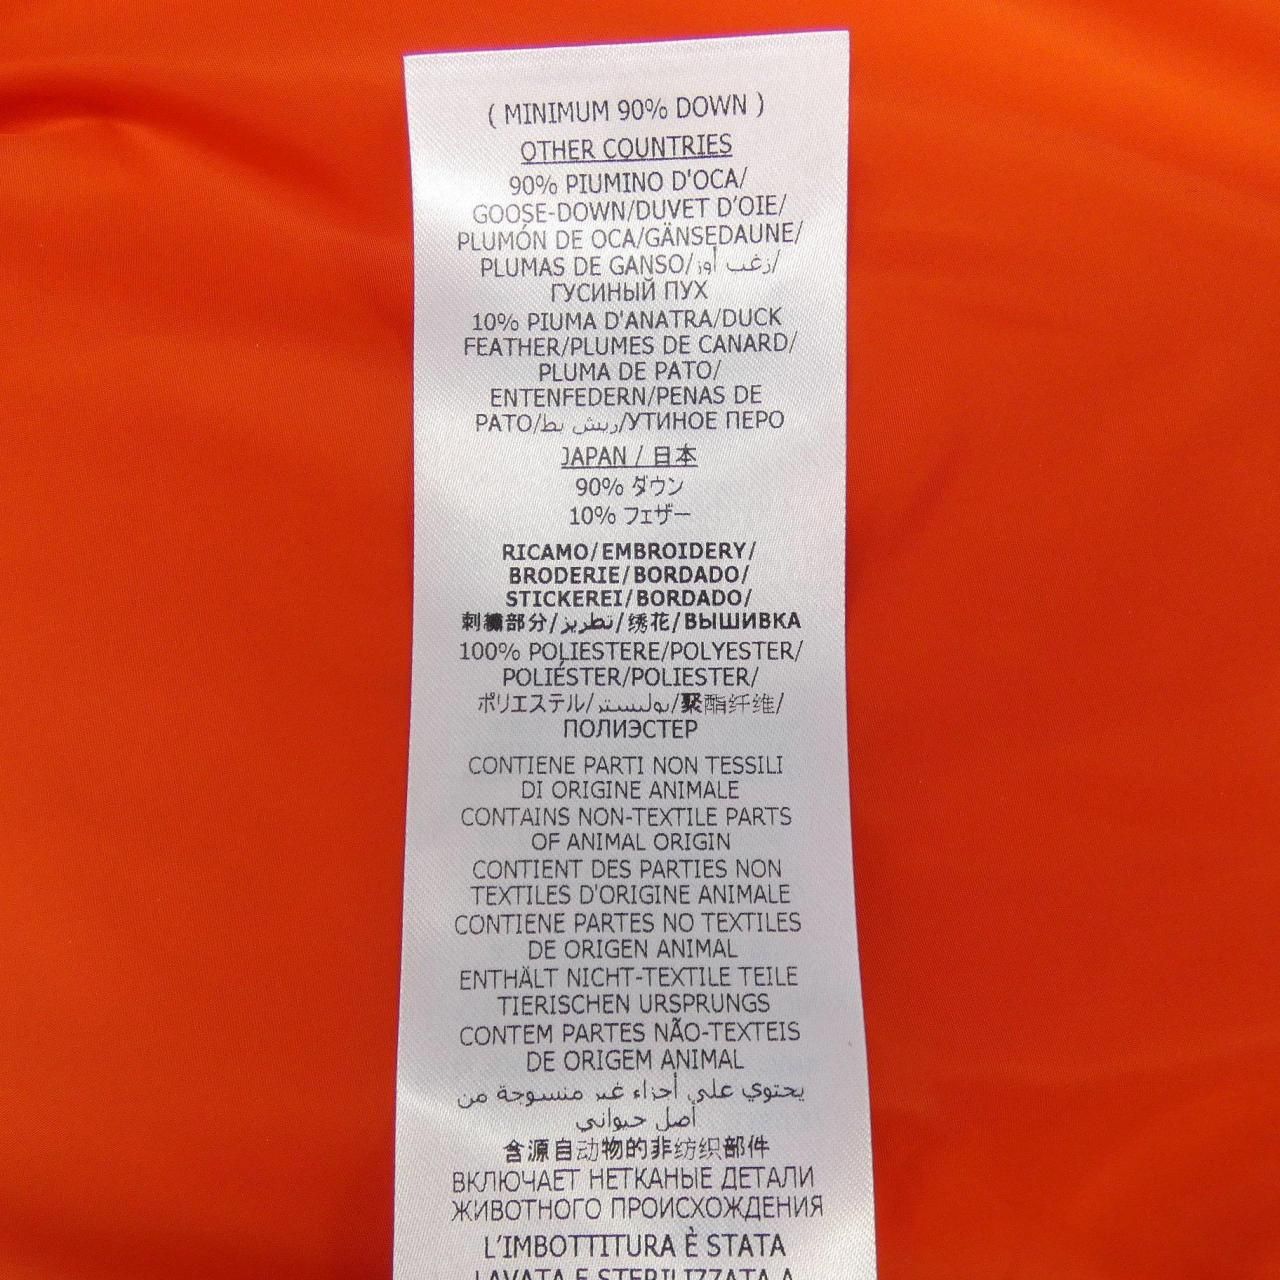 ( MINIMUM 90% DOWN )
OTHER COUNTRIES
90% PIUMINO D'OCA/
GOOSE-DOWN/DUVET D'OIE/
PLUMÓN DE OCA/GÄNSEDAUNE/
PLUMAS DE GANSO/زغب أوز/
ГУСИНЫЙ ПУХ
10% PIUMA D'ANATRA/DUCK
FEATHER/PLUMES DE CANARD/
PLUMA DE PATO/
ENTENFEDERN/PENAS DE
PATO/ريش بط/УТИНОЕ ПЕРО
JAPAN / 日本
90% ダウン
10% フェザー
RICAMO/EMBROIDERY/
BRODERIE/BORDADO/
STICKEREI/BORDADO/
刺繍部分/تطريز/绣花/ВЫШИВКА
100% POLIESTERE/POLYESTER/
POLIÉSTER/POLIESTER/
ポリエステル/بوليستر/聚酯纤维/
ПОЛИЭСТЕР
CONTIENE PARTI NON TESSILI
DI ORIGINE ANIMALE
CONTAINS NON-TEXTILE PARTS
OF ANIMAL ORIGIN
CONTIENT DES PARTIES NON
TEXTILES D'ORIGINE ANIMALE
CONTIENE PARTES NO TEXTILES
DE ORIGEN ANIMAL
ENTHÄLT NICHT-TEXTILE TEILE
TIERISCHEN URSPRUNGS
CONTEM PARTES NÃO-TEXTEIS
DE ORIGEM ANIMAL
يحتوي على أجزاء غير منسوجة من
أصل حيواني
含源自动物的非纺织部件
ВКЛЮЧАЕТ НЕТКАНЫЕ ДЕТАЛИ
ЖИВОТНОГО ПРОИСХОЖДЕНИЯ
L'IMBOTTITURA È STATA
LAVATA E STERILIZZATA A